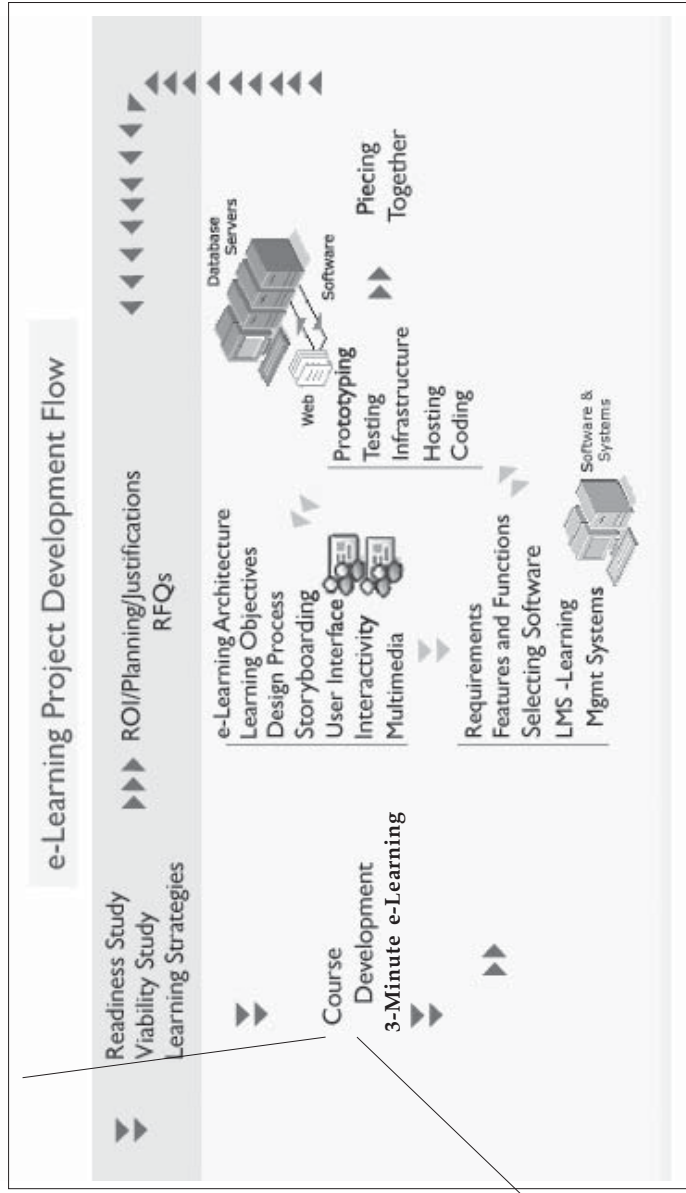 e-Learning Project Development Flow
Readiness Study
Viability Study
Learning Strategies
ROI/Planning/Justifications
RFQs
Course
Development
3-Minute e-Learning
e-Learning Architecture
Learning Objectives
Design Process
Storyboarding
User Interface
Interactivity
Multimedia
Requirements
Features and Functions
Selecting Software
LMS -Learning
Mgmt Systems
Software &
Systems
Database
Servers
Web
Software
Prototyping
Testing
Infrastructure
Hosting
Coding
Piecing
Together